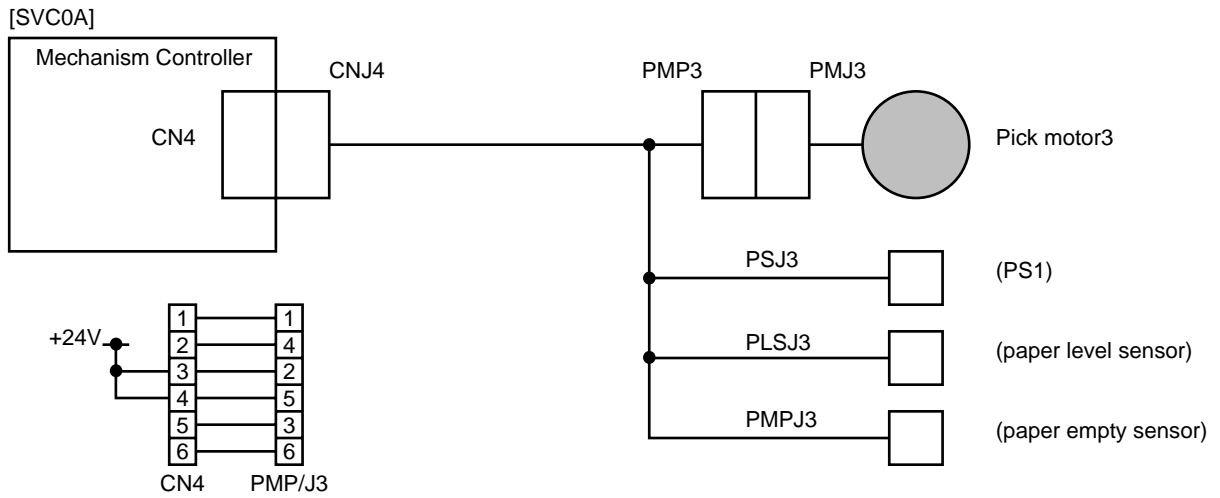 [SVC0A]
Mechanism Controller
CNJ4
PMP3
PMJ3
CN4
Pick motor3
PSJ3
(PS1)
+24V
1 1
2 4
3 2
4 5
5 3
6 6
CN4 PMP/J3
PLSJ3
(paper level sensor)
PMPJ3
(paper empty sensor)